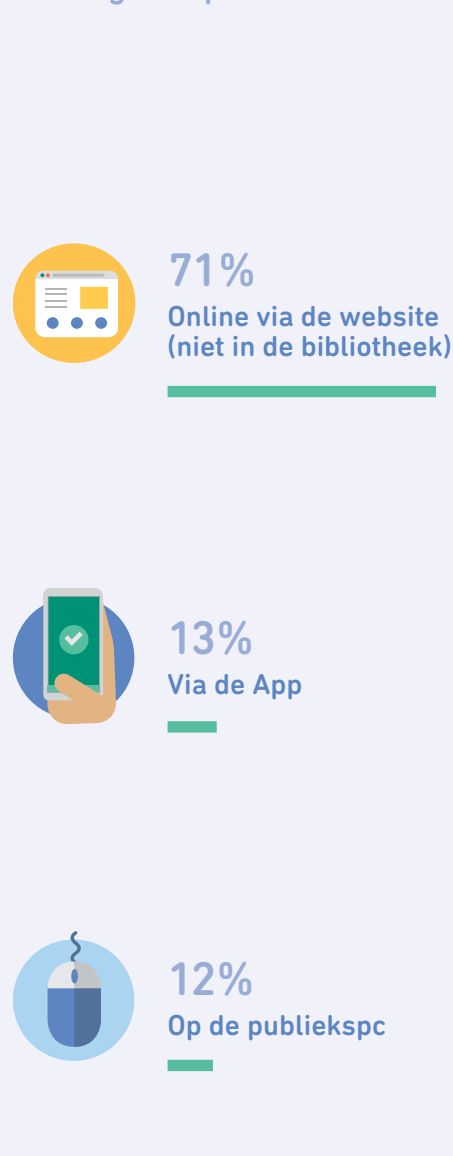 71%
Online via de website
(niet in de bibliotheek)
13%
Via de App
12%
Op de publiekspc